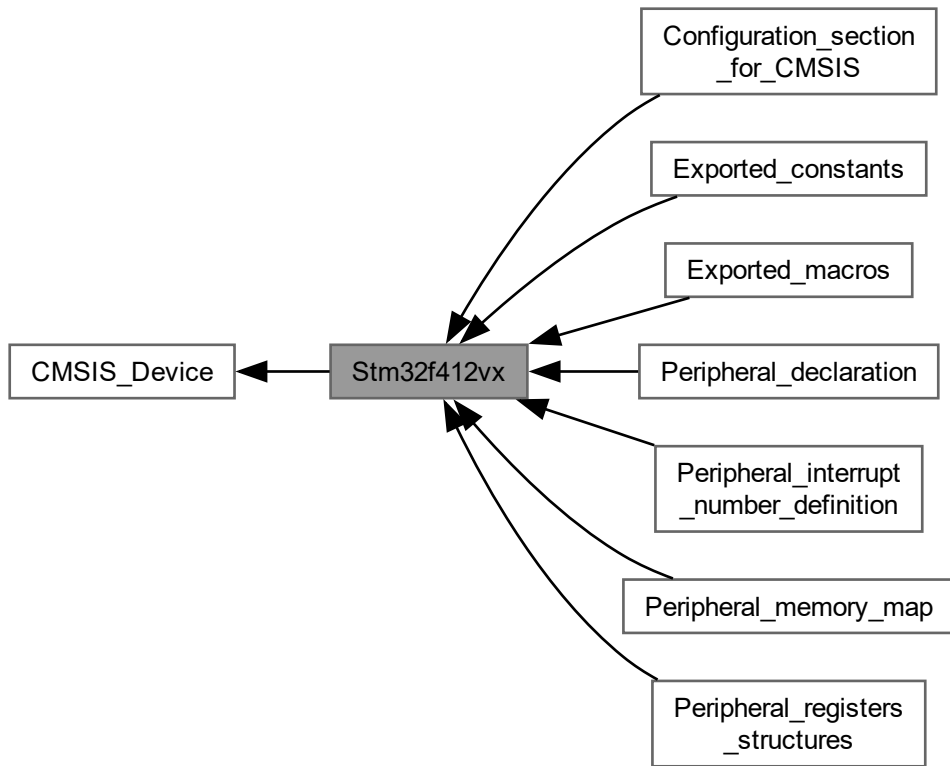 Configuration_section
_for_CMSIS
Exported_constants
Exported_macros
CMSIS_Device
Stm32f412vx
Peripheral_declaration
Peripheral_interrupt
_number_definition
Peripheral_memory_map
Peripheral_registers
_structures